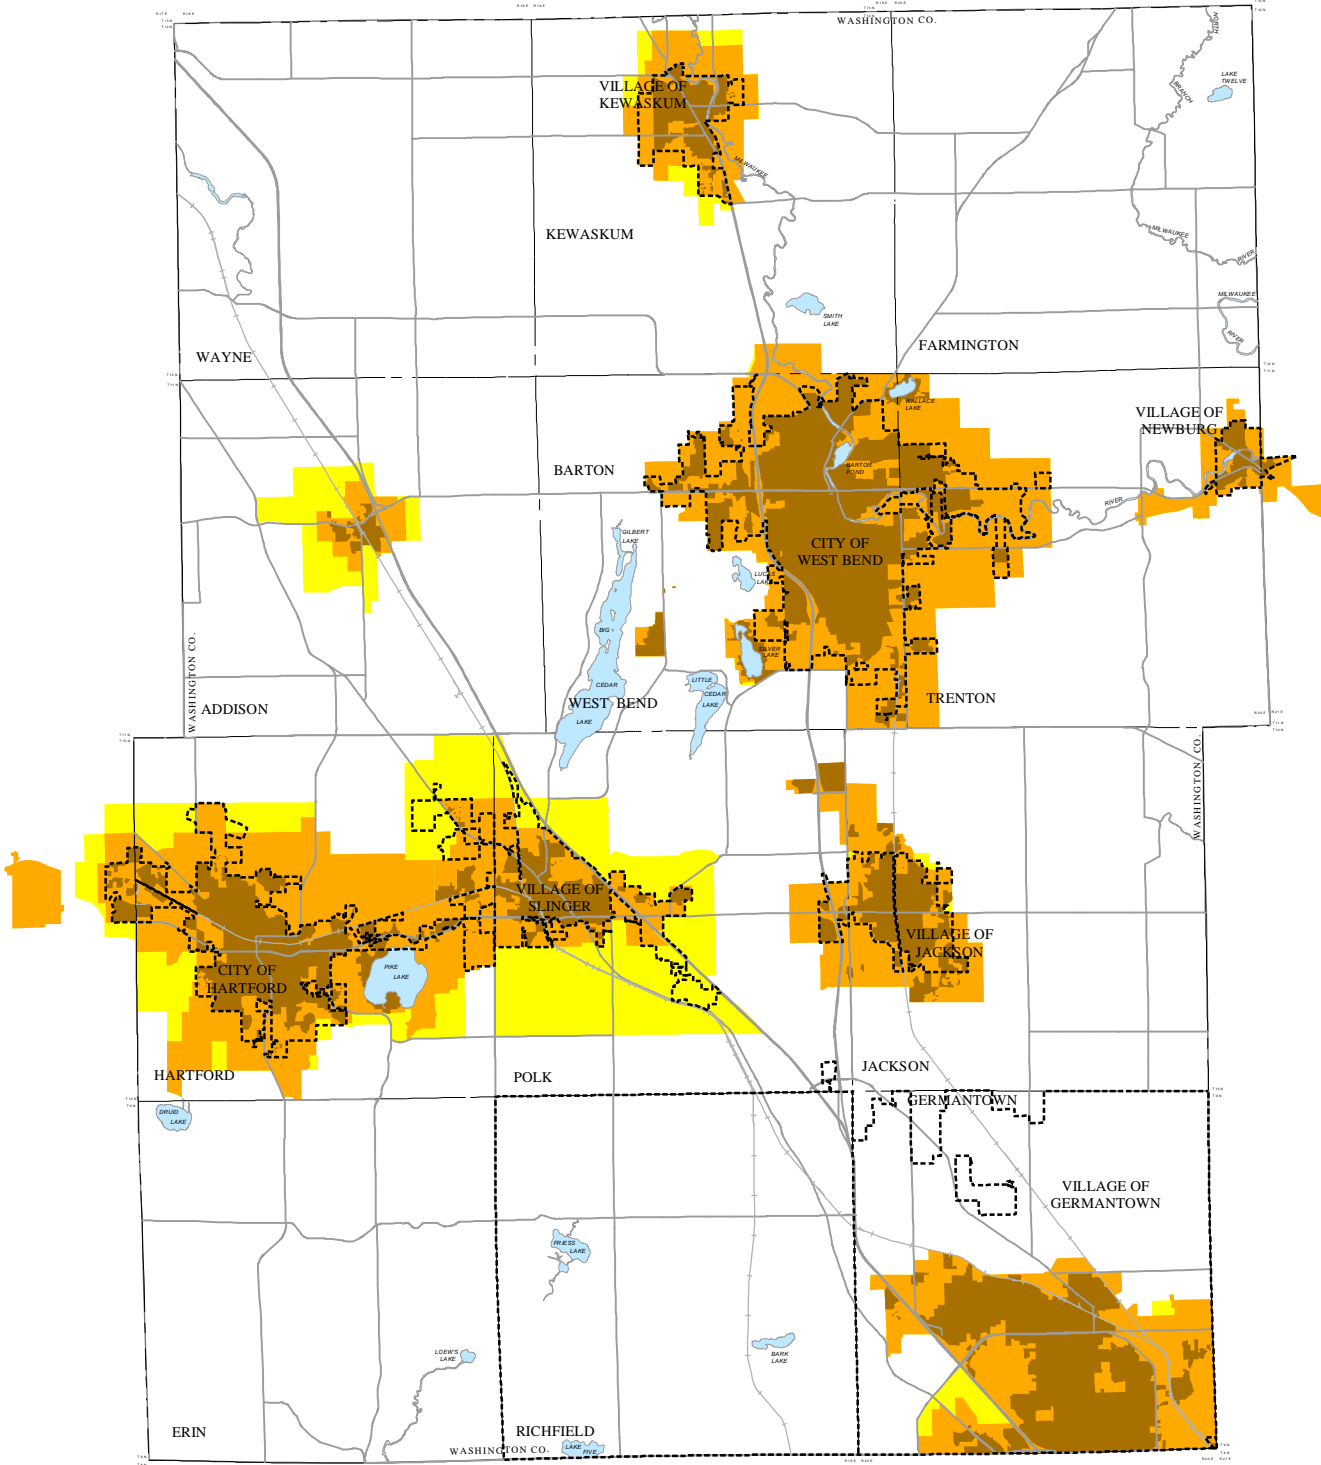 WASHINGTON CO.
NORTH
BRANCH
LAKE
TWELVE
VILLAGE OF
KEWASKUM
MILWAUKEE
KEWASKUM
MILWAUKEE
RIVER
MILWAUKEE
RIVER
SMITH
LAKE
WAYNE
FARMINGTON
WALLACE
LAKE
VILLAGE OF
NEWBURG
BARTON
BARTON
POND
RIVER
GILBERT
LAKE
CITY OF
WEST BEND
LUCAS
LAKE
BIG
CEDAR
LAKE
SILVER
LAKE
LITTLE
CEDAR
LAKE
WEST BEND
TRENTON
ADDISON
WASHINGTON CO.
WASHINGTON CO.
VILLAGE OF
SLINGER
VILLAGE OF
JACKSON
CITY OF
HARTFORD
PIKE
LAKE
HARTFORD
POLK
JACKSON
GERMANTOWN
DRUID
LAKE
VILLAGE OF
GERMANTOWN
FRIESS
LAKE
LOEW'S
LAKE
BARK
LAKE
ERIN
RICHFIELD
WASHINGTON CO.
LAKE
FIVE